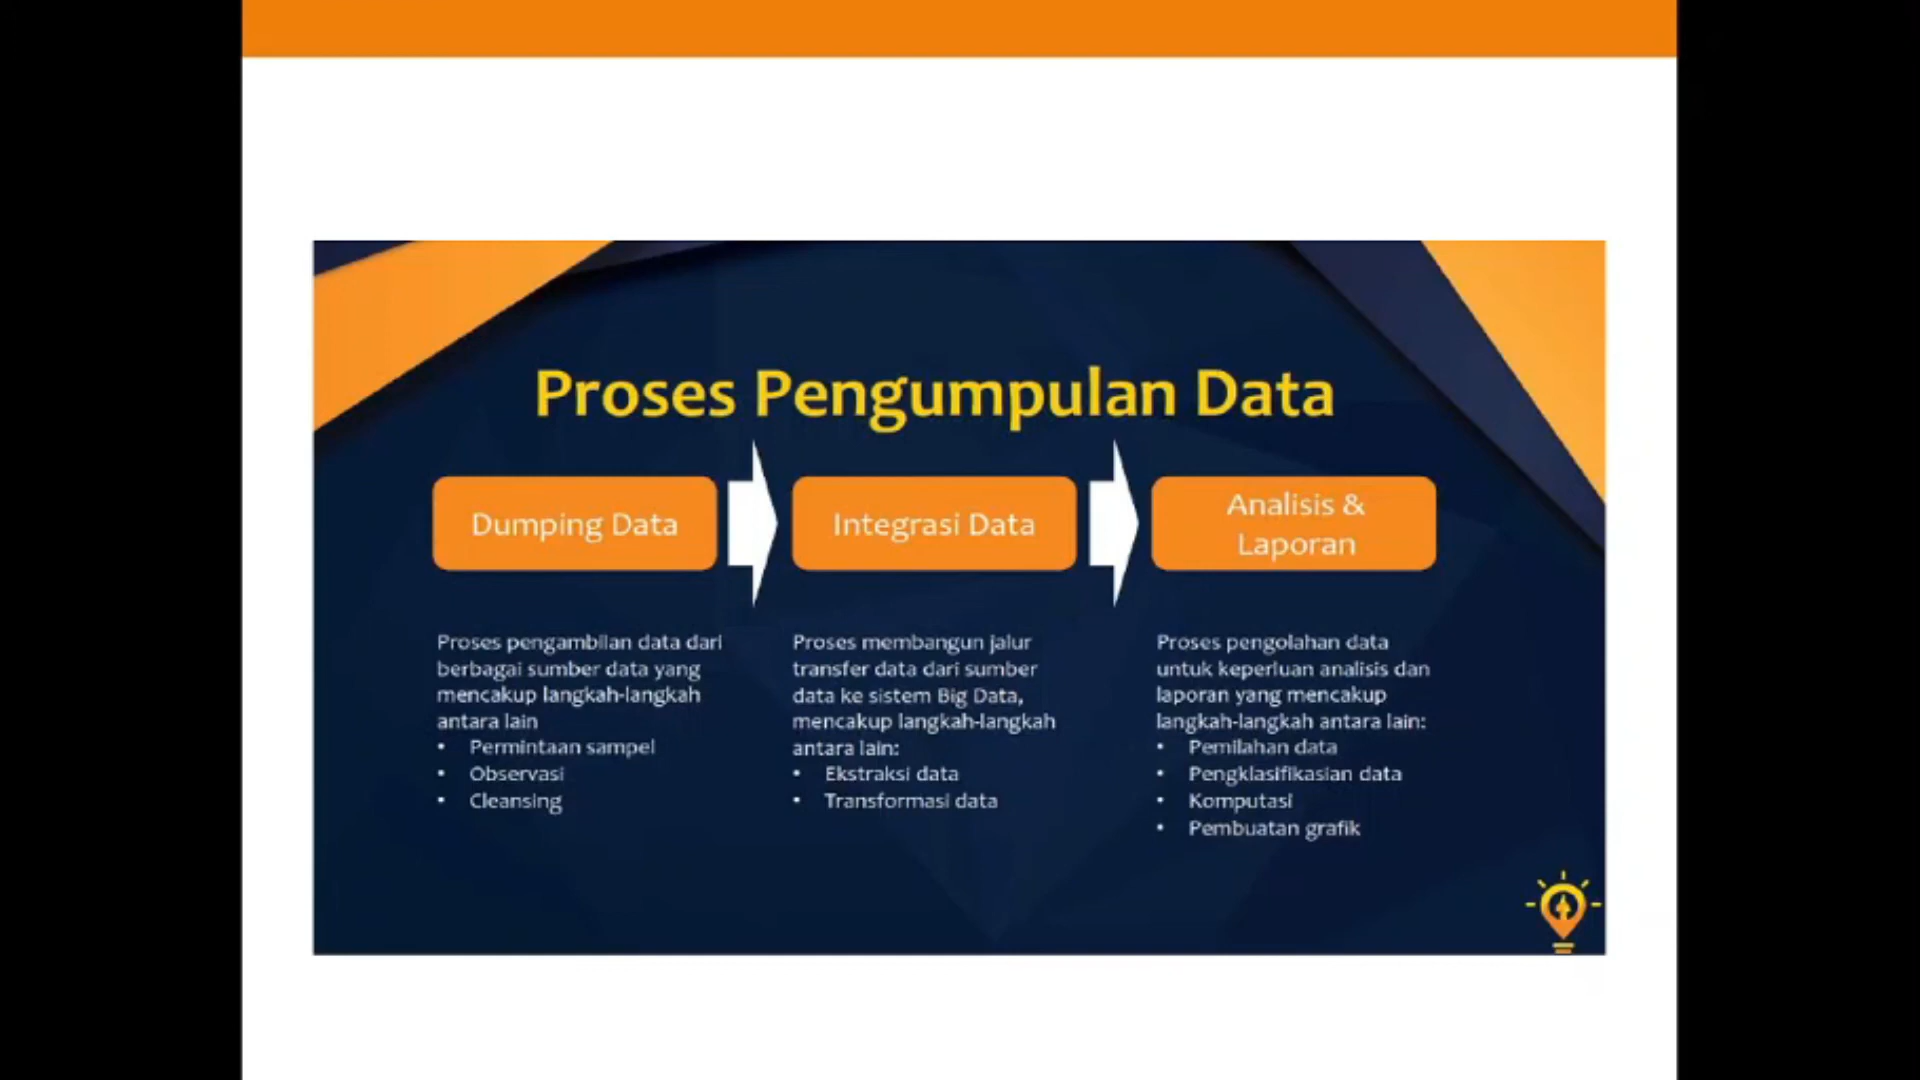 Proses Pengumpulan Data
Dumping Data
Integrasi Data
Analisis &
Laporan
Proses pengambilan data dari
berbagai sumber data yang
mencakup langkah-langkah
antara lain
• Permintaan sampel
• Observasi
• Cleansing
Proses membangun jalur
transfer data dari sumber
data ke sistem Big Data,
mencakup langkah-langkah
antara lain:
• Ekstraksi data
• Transformasi data
Proses pengolahan data
untuk keperluan analisis dan
laporan yang mencakup
langkah-langkah antara lain:
• Pemilahan data
• Pengklasifikasian data
• Komputasi
• Pembuatan grafik